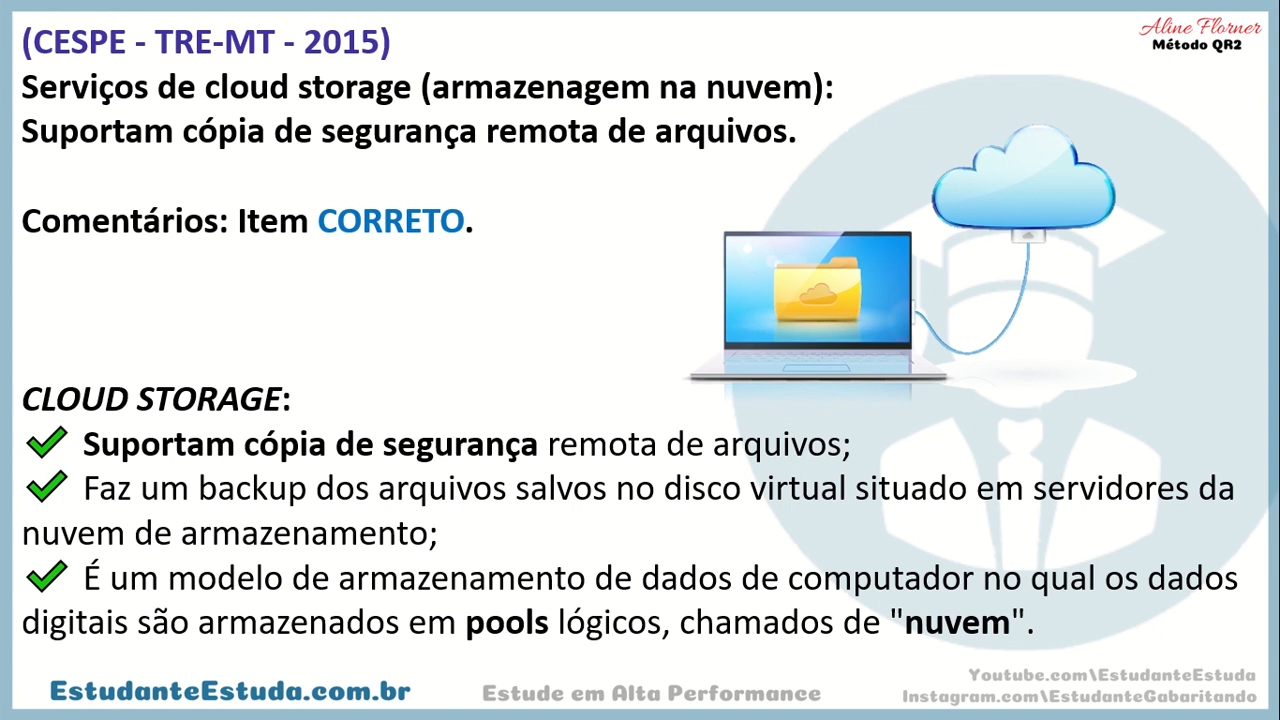 (CESPE - TRE-MT - 2015)
Aline Florner
Método QR2
Serviços de cloud storage (armazenagem na nuvem):
Suportam cópia de segurança remota de arquivos.
Comentários: Item CORRETO.
CLOUD STORAGE:
Suportam cópia de segurança remota de arquivos;
Faz um backup dos arquivos salvos no disco virtual situado em servidores da
nuvem de armazenamento;
É um modelo de armazenamento de dados de computador no qual os dados
digitais são armazenados em pools lógicos, chamados de "nuvem".
EstudanteEstuda.com.br
Estude em Alta Performance
Youtube.com\EstudanteEstuda
Instagram.com\EstudanteGabaritando